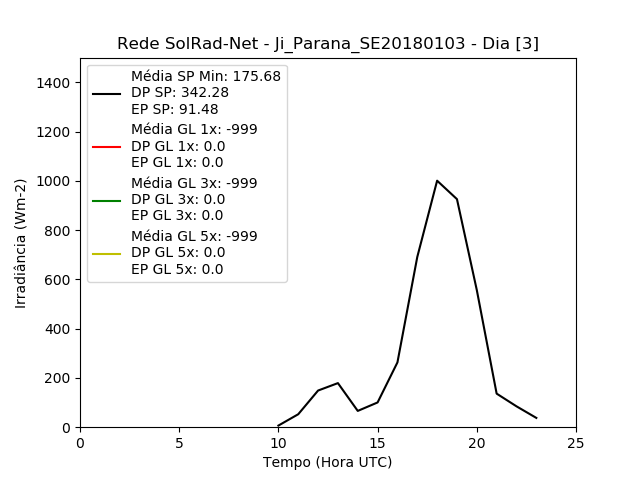 Rede SolRad-Net - Ji_Parana_SE20180103 - Dia [3]
Média SP Min: 175.68
DP SP: 342.28
EP SP: 91.48
Média GL 1x: -999
DP GL 1x: 0.0
EP GL 1x: 0.0
Média GL 3x: -999
DP GL 3x: 0.0
EP GL 3x: 0.0
Média GL 5x: -999
DP GL 5x: 0.0
EP GL 5x: 0.0
Irradiância (Wm-2)
1400
1200
1000
800
600
400
200
0
0 5 10 15 20 25
Tempo (Hora UTC)